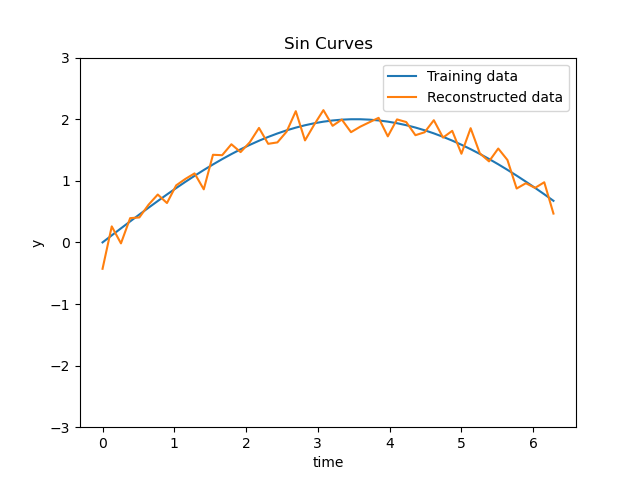 Sin Curves
Training data
Reconstructed data
3
2
1
0
−1
−2
−3
y
0 1 2 3 4 5 6
time